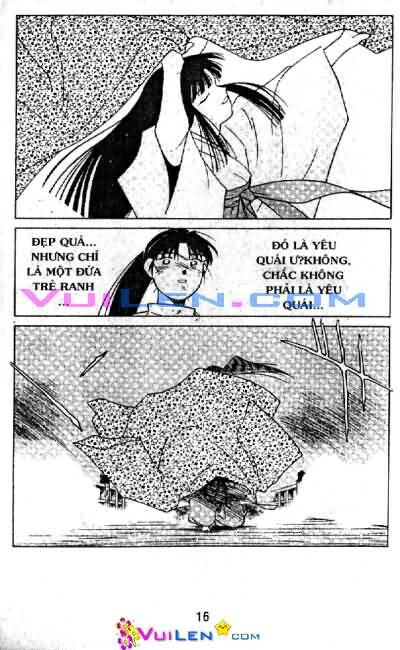 ĐẸP QUÁ...
NHƯNG CHỈ
LÀ MỘT ĐỨA
TRẺ RANH
...
ĐÓ LÀ YÊU
QUÁI Ư?KHÔNG,
CHẮC KHÔNG
PHẢI LÀ YÊU
QUÁI...
VUILEN.COM
16
VUILEN.COM